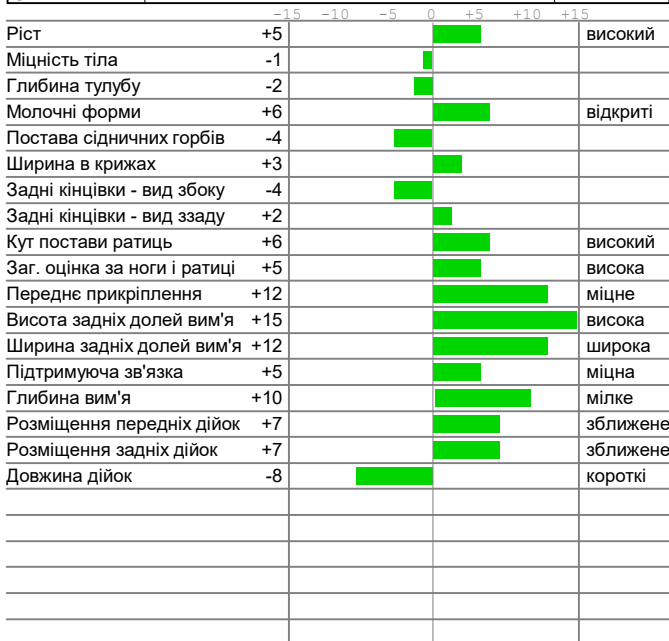 -15 -10 -5 0 +5 +10 +15
Ріст +5 високий
Міцність тіла -1
Глибина тулубу -2
Молочні форми +6 відкриті
Постава сідничних горбів -4
Ширина в крижах +3
Задні кінцівки - вид збоку -4
Задні кінцівки - вид ззаду +2
Кут постави ратиць +6 високий
Заг. оцінка за ноги і ратиці +5 висока
Переднє прикріплення +12 міцне
Висота задніх долей вим'я +15 висока
Ширина задніх долей вим'я +12 широка
Підтримуюча зв'язка +5 міцна
Глибина вим'я +10 мілке
Розміщення передніх дійок +7 зближене
Розміщення задніх дійок +7 зближене
Довжина дійок -8 короткі